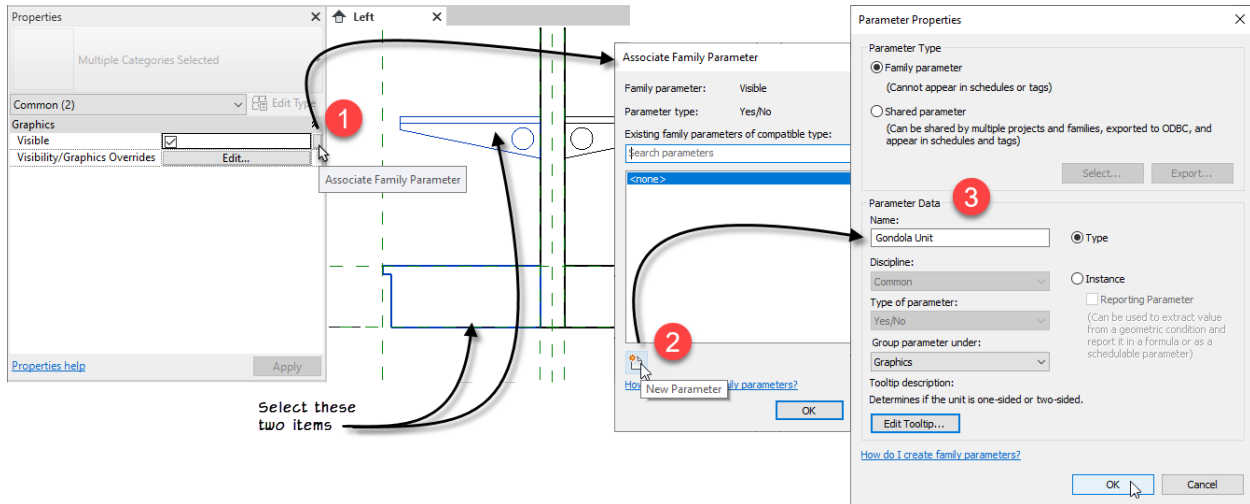 Properties
Multiple Categories Selected
Common (2)
Edit Type
Graphics
Visible
Visibility/Graphics Overrides
Edit...
Associate Family Parameter
Properties help
Apply
1
Left
Select these
two items
Associate Family Parameter
Family parameter: Visible
Parameter type: Yes/No
Existing family parameters of compatible type:
Search parameters
<none>
2
New Parameter
family parameters?
OK
Parameter Properties
Parameter Type
Family parameter
(Cannot appear in schedules or tags)
Shared parameter
(Can be shared by multiple projects and families, exported to ODBC, and
appear in schedules and tags)
Select...
Export...
3
Parameter Data
Name:
Gondola Unit
Type
Discipline:
Common
Instance
Reporting Parameter
Type of parameter:
Yes/No
(Can be used to extract value
from a geometric condition and
report it in a formula or as a
schedulable parameter)
Group parameter under:
Graphics
Tooltip description:
Determines if the unit is one-sided or two-sided.
Edit Tooltip...
How do I create family parameters?
OK
Cancel